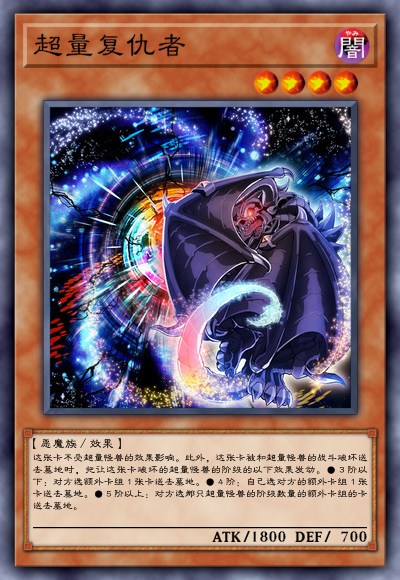 超量复仇者
やみ
闇
【恶魔族/效果】
这张卡不受超量怪兽的效果影响。此外，这张卡被和超量怪兽的战斗破坏送
去墓地时，把让这张卡破坏的超量怪兽的阶级的以下效果发动。●3阶以
下：对方选额外卡组1张卡送去墓地。●4阶：自己选对方的额外卡组1张
卡送去墓地。●5阶以上：对方选那只超量怪兽的阶级数量的额外卡组的卡
送去墓地。
ATK/1800 DEF/ 700